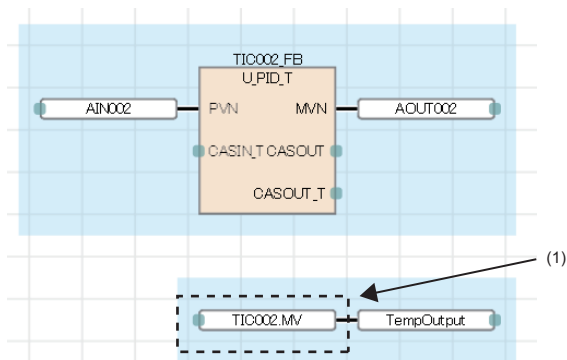 TIC002_FB
U_PID_T
AIN002
PVN
MVN
AOUT002
CASIN_T CASOUT
CASOUT_T
(1)
TIC002.MV
TempOutput